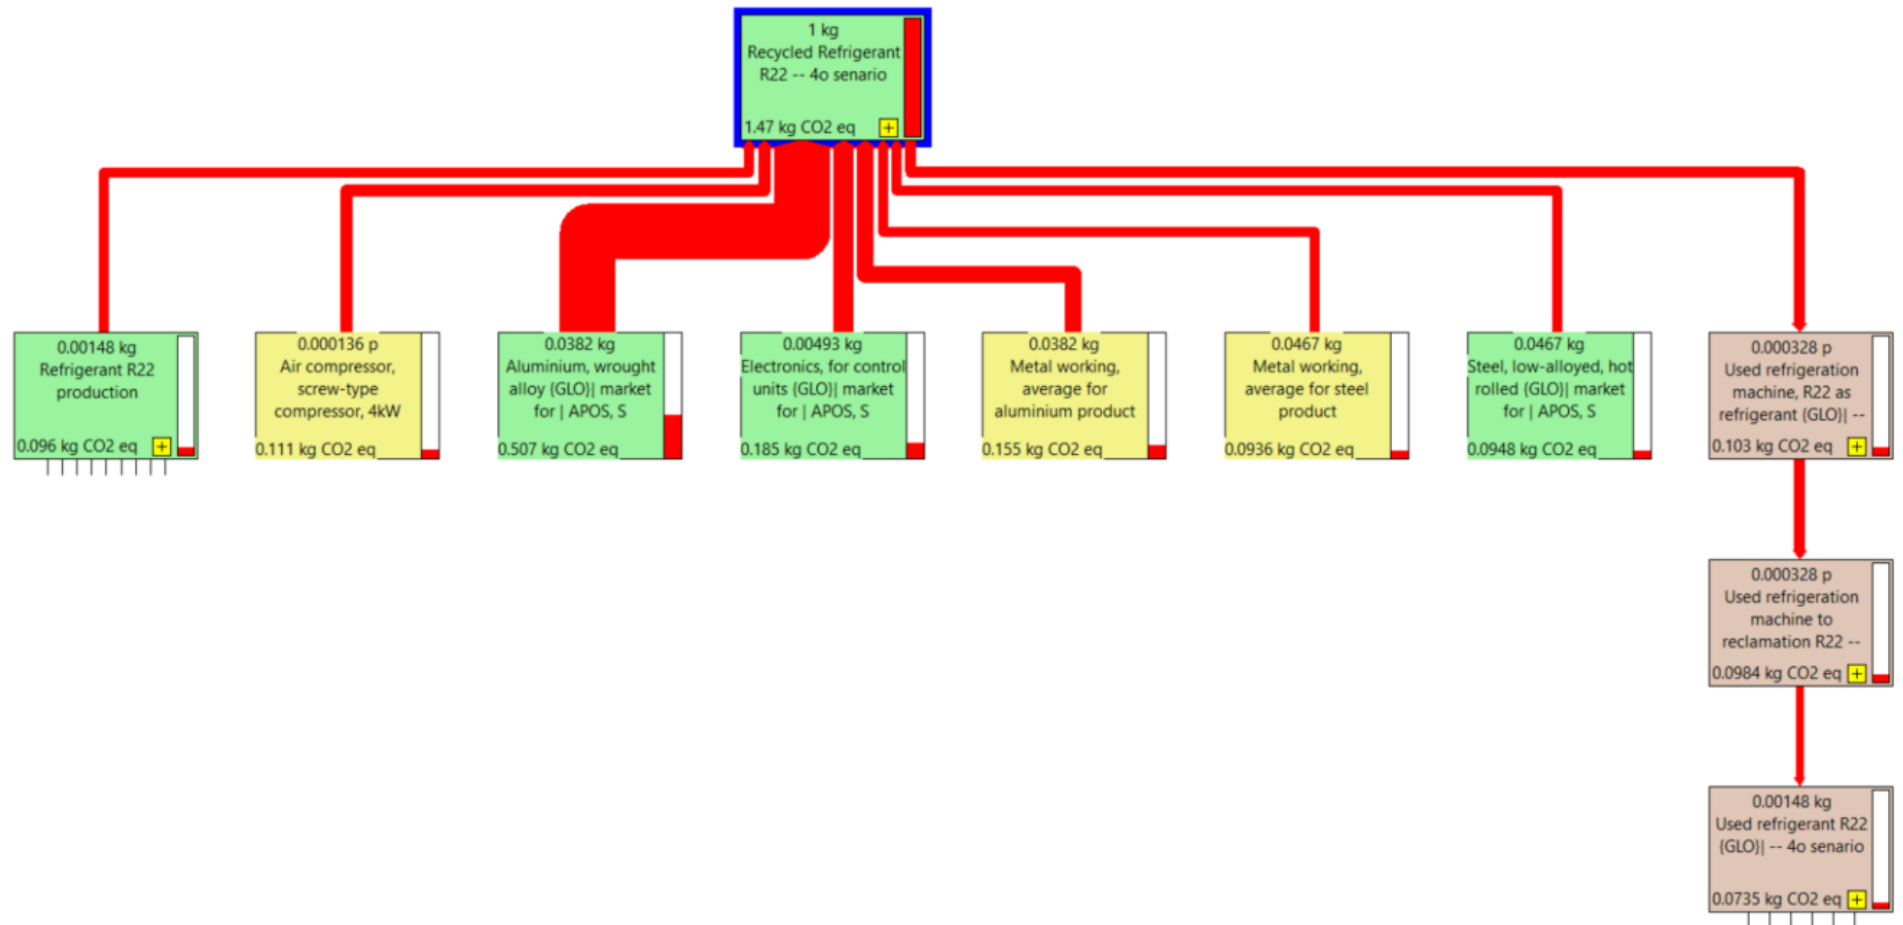 1 kg
Recycled Refrigerant
R22 -- 4o senario
1.47 kg CO2 eq +
0.00148 kg
Refrigerant R22
production
0.096 kg CO2 eq +
0.000136 p
Air compressor,
screw-type
compressor, 4kW
0.111 kg CO2 eq
0.0382 kg
Aluminium, wrought
alloy {GLO}| market
for | APOS, S
0.507 kg CO2 eq
0.00493 kg
Electronics, for control
units {GLO}| market
for | APOS, S
0.185 kg CO2 eq
0.0382 kg
Metal working,
average for
aluminium product
0.155 kg CO2 eq
0.0467 kg
Metal working,
average for steel
product
0.0936 kg CO2 eq
0.0467 kg
Steel, low-alloyed, hot
rolled {GLO}| market
for | APOS, S
0.0948 kg CO2 eq
0.000328 p
Used refrigeration
machine, R22 as
refrigerant {GLO}| --
0.103 kg CO2 eq +
0.000328 p
Used refrigeration
machine to
reclamation R22 --
0.0984 kg CO2 eq +
0.00148 kg
Used refrigerant R22
{GLO}| -- 4o senario
0.0735 kg CO2 eq +